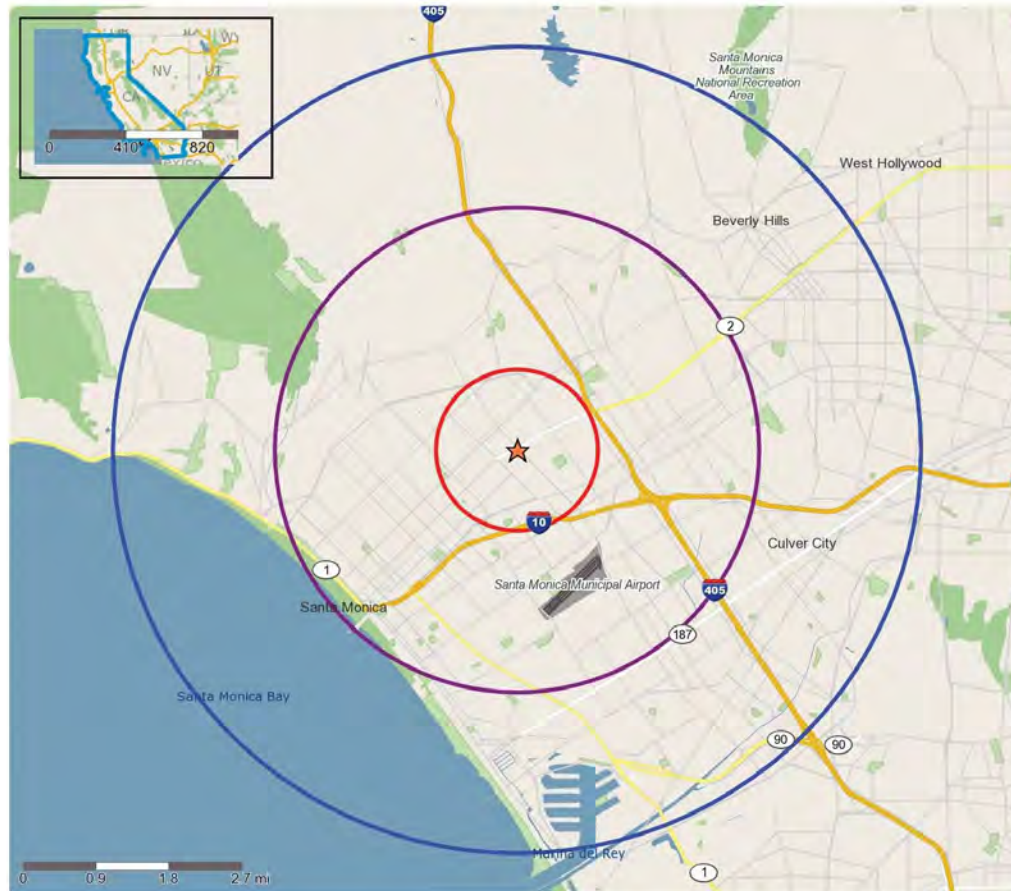 405
NV
UT
CA
0
410
820
Santa Monica
Mountains
National Recreation
Area
West Hollywood
Beverly Hills
2
10
Culver City
1
Santa Monica Municipal Airport
405
Santa Monica
187
Santa Monica Bay
90
90
Marina del Rey
1
0
0.9
1.8
2.7 mi